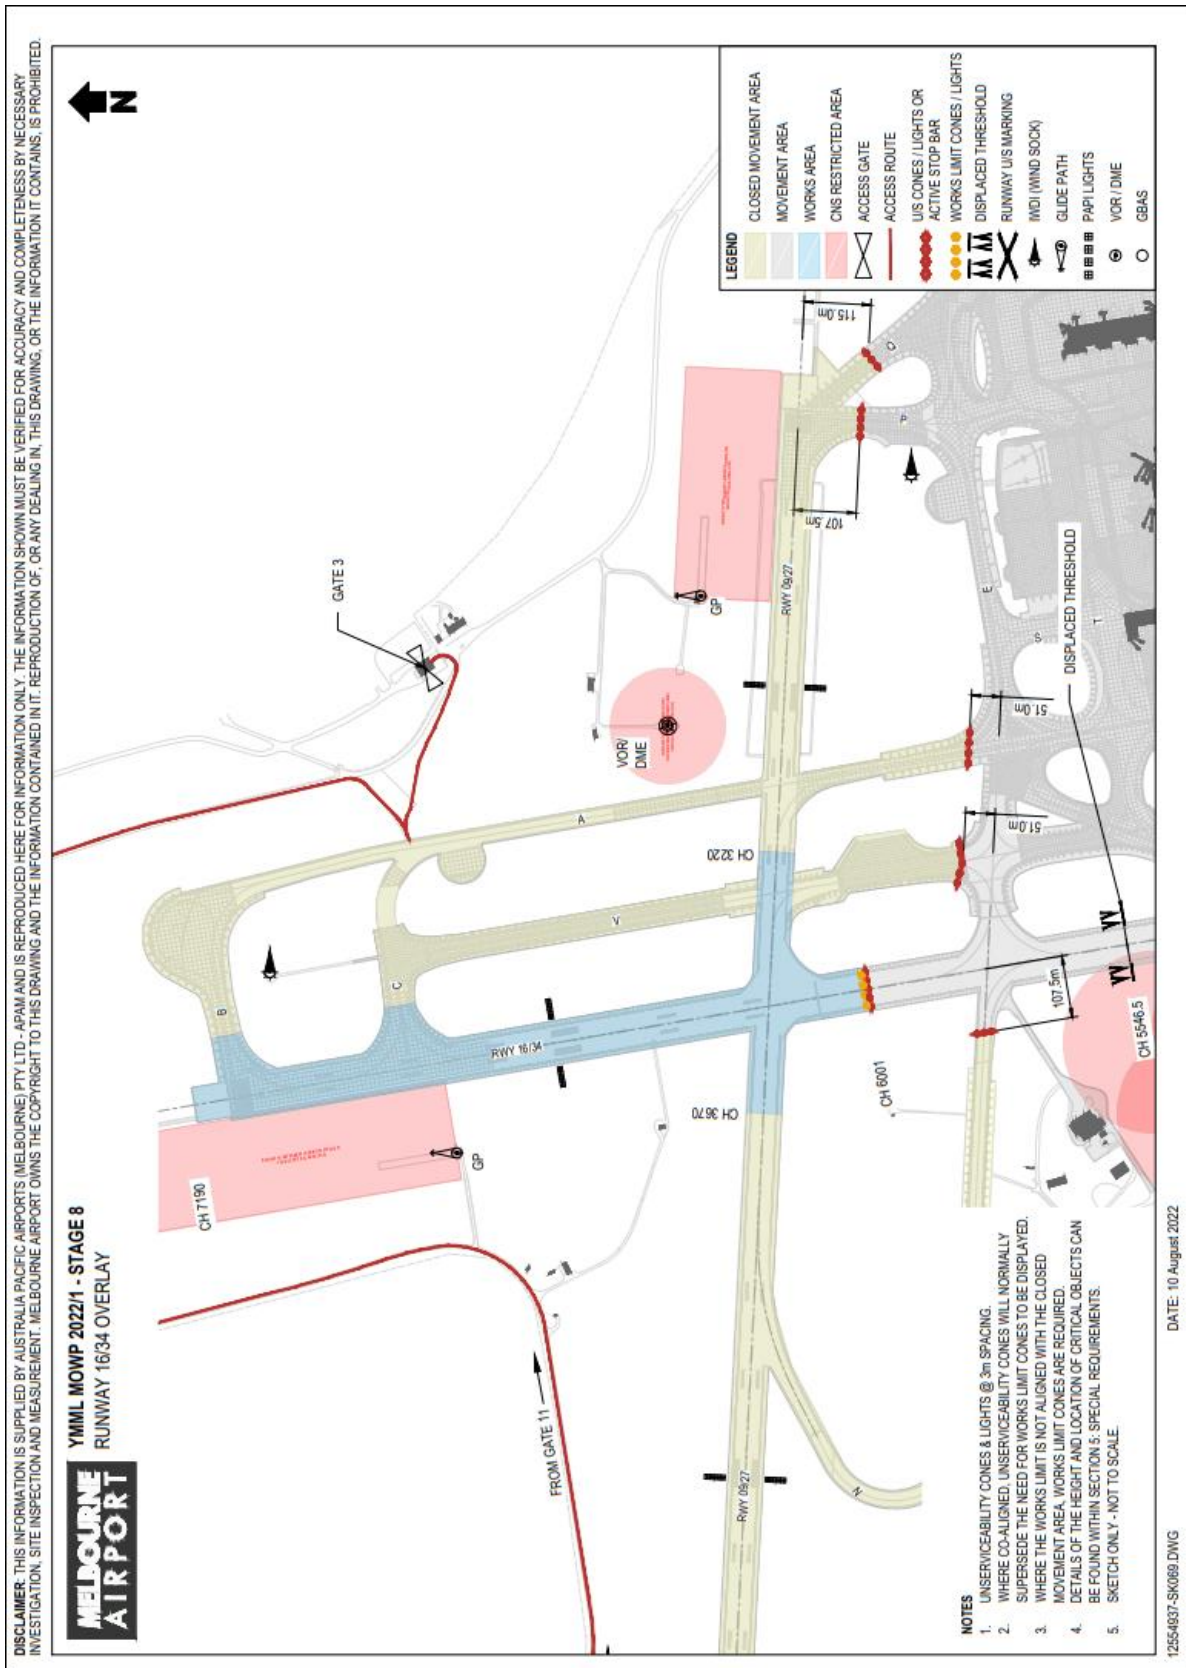 DISCLAIMER: THIS INFORMATION IS SUPPLIED BY AUSTRALIA PACIFIC AIRPORTS (MELBOURNE) PTY LTD - APAM AND IS REPRODUCED HERE FOR INFORMATION ONLY. THE INFORMATION SHOWN MUST BE VERIFIED FOR ACCURACY AND COMPLETENESS BY NECESSARY
INVESTIGATION, SITE INSPECTION AND MEASUREMENT. MELBOURNE AIRPORT OWNS THE COPYRIGHT TO THIS DRAWING AND THE INFORMATION CONTAINED IN IT. REPRODUCTION OF, OR ANY DEALING IN, THIS DRAWING, OR THE INFORMATION IT CONTAINS, IS PROHIBITED.
MELBOURNE
AIRPORT
YMML MOWP 2022/1 - STAGE 8
RUNWAY 16/34 OVERLAY
N
CH 7190
GP
FROM GATE 11
B
C
RWY 16/34
A
V
GATE 3
VOR/
DME
GP
CH 3670
CH 3220
RWY 09/27
RWY 09/27
N
CH 6001
107.5m
115.0m
Q
P
E
S
T
51.0m
51.0m
107.5m
CH 5546.5
DISPLACED THRESHOLD
LEGEND
CLOSED MOVEMENT AREA
MOVEMENT AREA
WORKS AREA
CNS RESTRICTED AREA
ACCESS GATE
ACCESS ROUTE
U/S CONES / LIGHTS OR
ACTIVE STOP BAR
WORKS LIMIT CONES / LIGHTS
DISPLACED THRESHOLD
RUNWAY U/S MARKING
IWDI (WIND SOCK)
GLIDE PATH
PAPI LIGHTS
VOR / DME
GBAS
NOTES
1. UNSERVICEABILITY CONES & LIGHTS @ 3m SPACING.
2. WHERE CO-ALIGNED, UNSERVICEABILITY CONES WILL NORMALLY
SUPERSEDE THE NEED FOR WORKS LIMIT CONES TO BE DISPLAYED.
3. WHERE THE WORKS LIMIT IS NOT ALIGNED WITH THE CLOSED
MOVEMENT AREA, WORKS LIMIT CONES ARE REQUIRED.
4. DETAILS OF THE HEIGHT AND LOCATION OF CRITICAL OBJECTS CAN
BE FOUND WITHIN SECTION 5: SPECIAL REQUIREMENTS.
5. SKETCH ONLY - NOT TO SCALE.
12554937-SK069.DWG
DATE: 10 August 2022